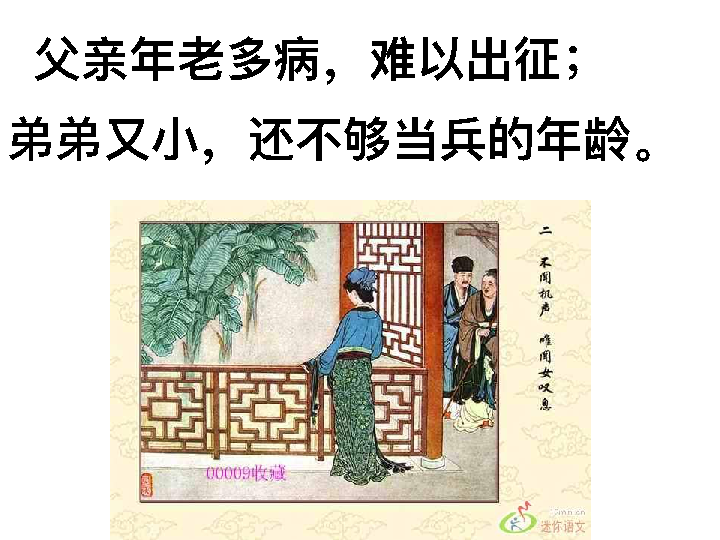 父亲年老多病，难以出征；
弟弟又小，还不够当兵的年龄。
二 不闻机声 唯闻女叹息
00009收藏
迷你语文